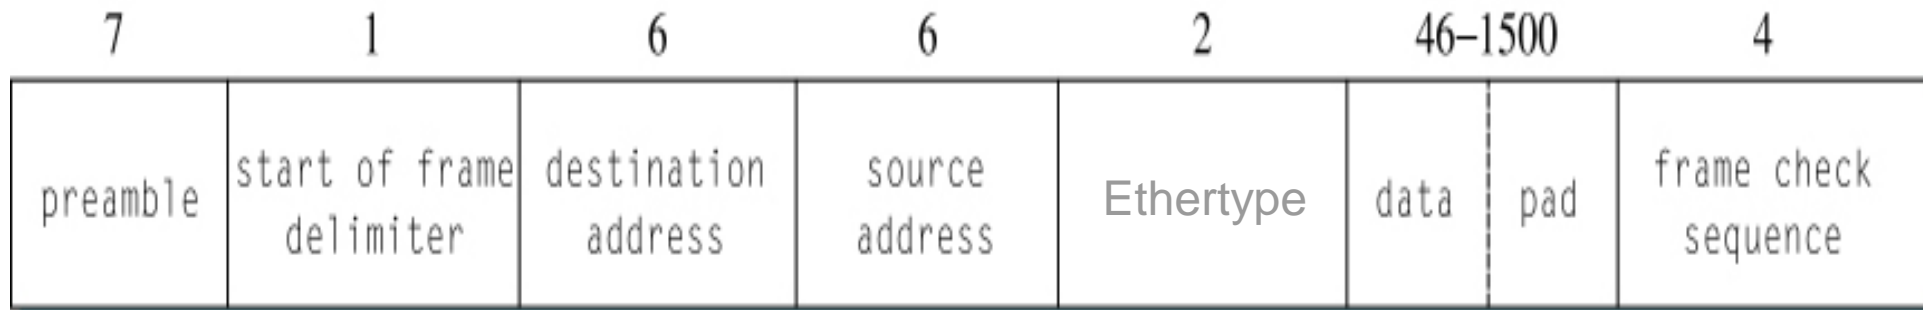 7 1 6 6 2 46–1500 4
preamble
start of frame
delimiter
destination
address
source
address
Ethertype
data
pad
frame check
sequence